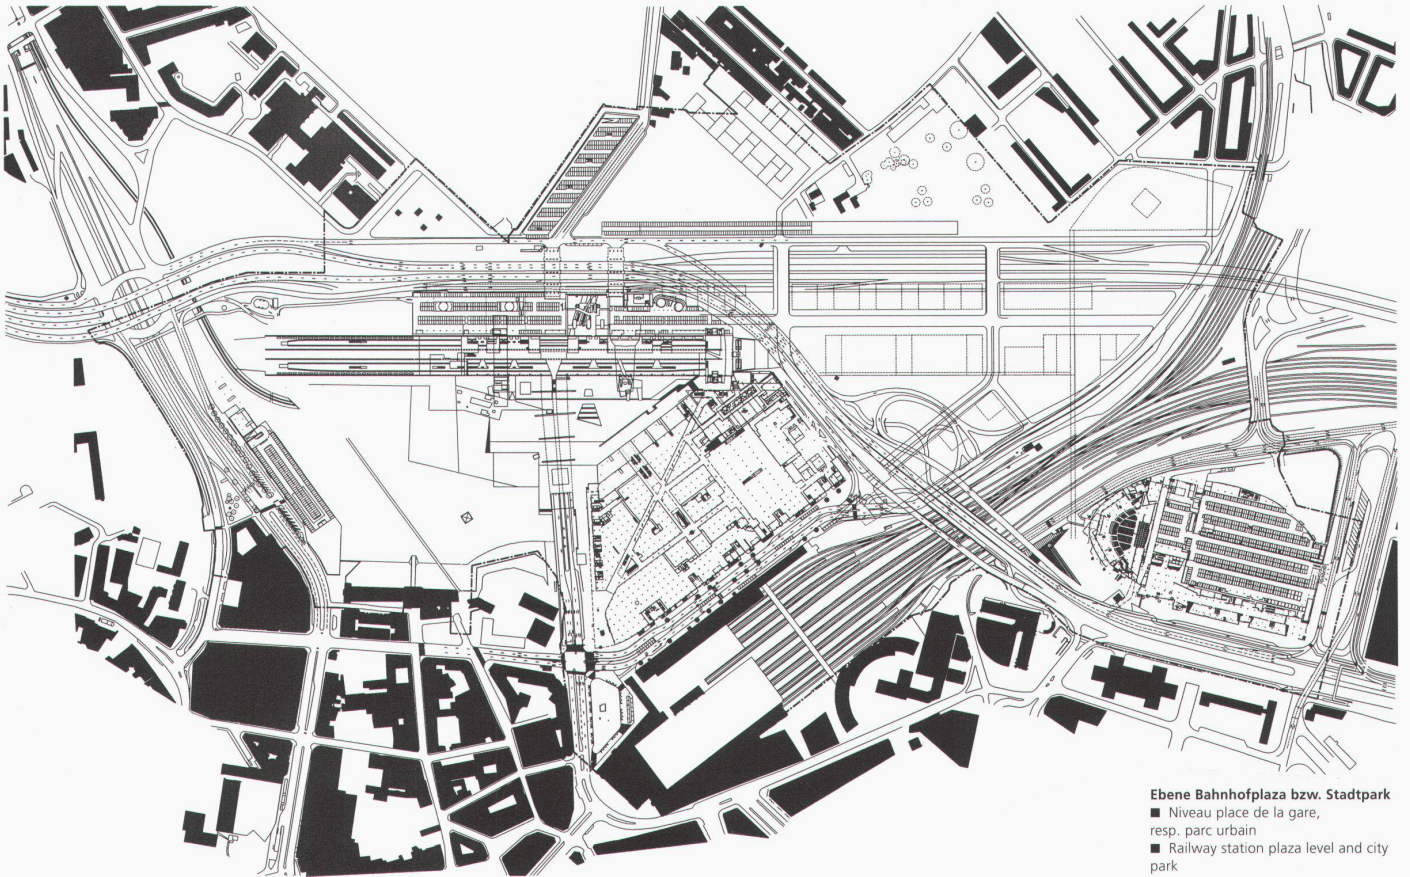 Ebene Bahnhofplaza bzw. Stadtpark
■ Niveau place de la gare,
resp. parc urbain
■ Railway station plaza level and city
park